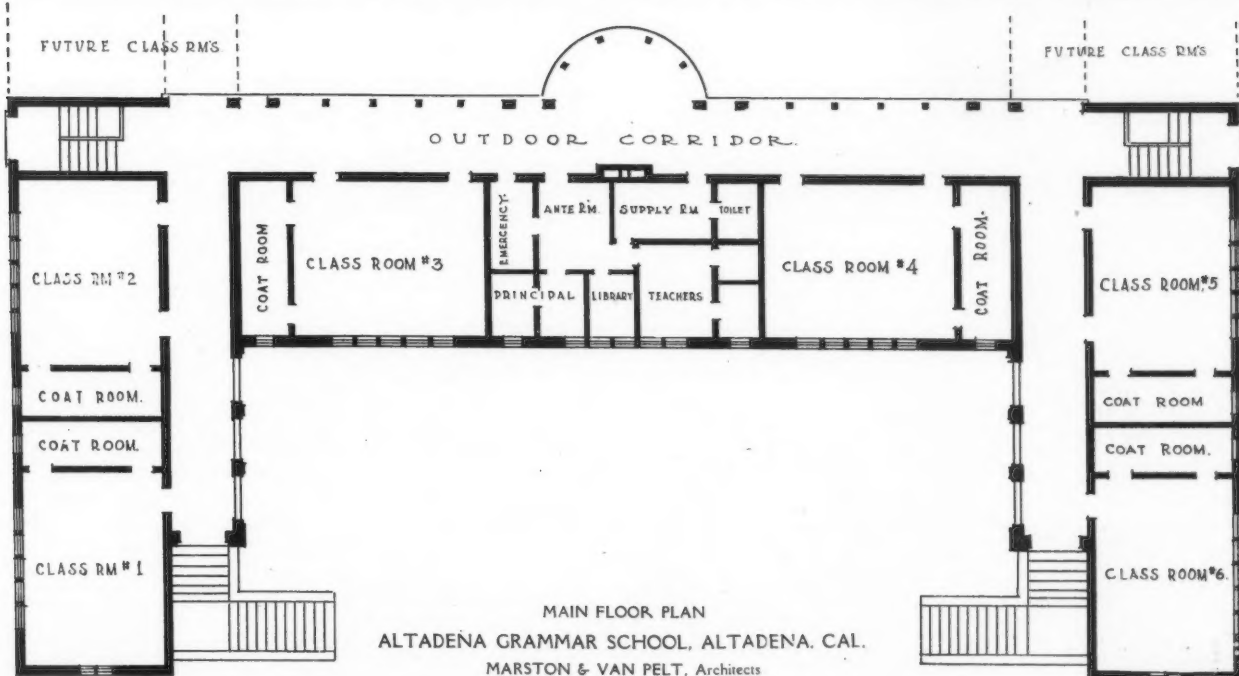 FUTURE CLASS RM'S
FUTURE CLASS RM'S
OUTDOOR CORRIDOR.
EMERGENCY-
ANTE RM.
SUPPLY RM
TOILET
COAT ROOM
CLASS ROOM #3
CLASS ROOM #4
COAT ROOM-
CLASS RM #2
CLASS ROOM #5
PRINCIPAL
LIBRARY
TEACHERS
COAT ROOM.
COAT ROOM
COAT ROOM.
COAT ROOM.
CLASS RM #1
CLASS ROOM #6.
MAIN FLOOR PLAN
ALTADENA GRAMMAR SCHOOL, ALTADENA, CAL.
MARSTON & VAN PELT, Architects